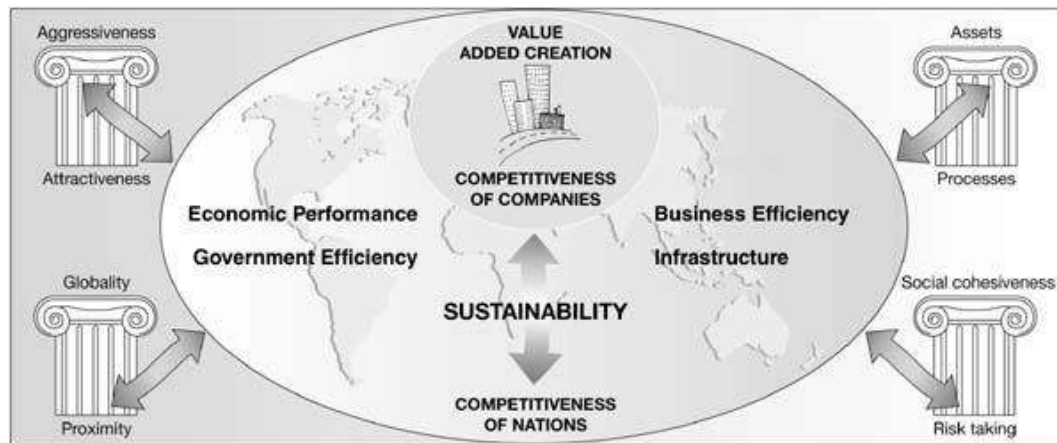 Aggressiveness
Attractiveness
Globality
Proximity
VALUE
ADDED CREATION
COMPETITIVENESS
OF COMPANIES
Economic Performance
Government Efficiency
Business Efficiency
Infrastructure
SUSTAINABILITY
COMPETITIVENESS
OF NATIONS
Assets
Processes
Social cohesiveness
Risk taking